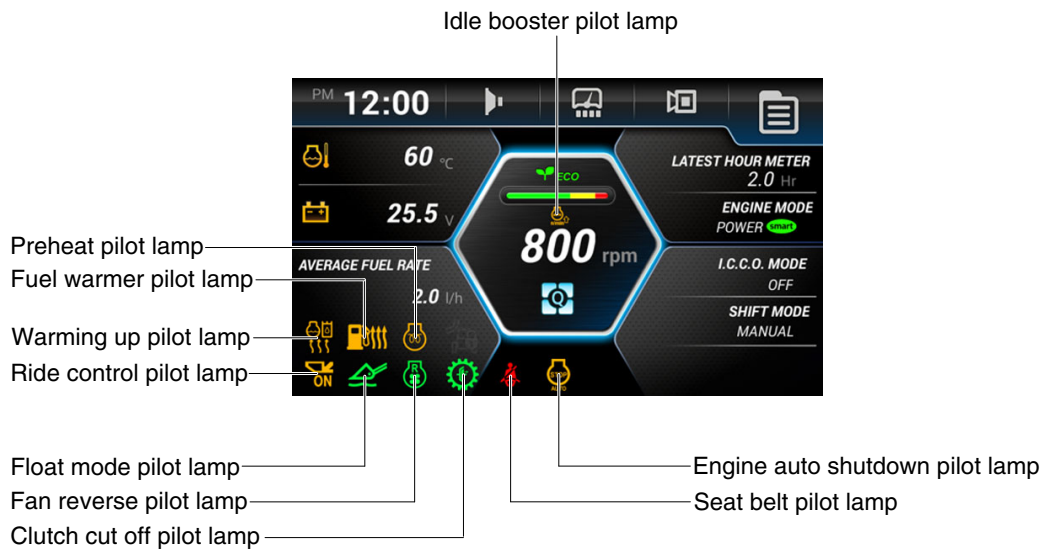 Idle booster pilot lamp
PM 12:00
60 °C
25.5 V
ECO
800 rpm
Q
LATEST HOUR METER
2.0 Hr
ENGINE MODE
POWER smart
AVERAGE FUEL RATE
2.0 l/h
I.C.C.O. MODE
OFF
SHIFT MODE
MANUAL
ON
R
STOP
AUTO
Preheat pilot lamp
Fuel warmer pilot lamp
Warming up pilot lamp
Ride control pilot lamp
Float mode pilot lamp
Fan reverse pilot lamp
Clutch cut off pilot lamp
Engine auto shutdown pilot lamp
Seat belt pilot lamp